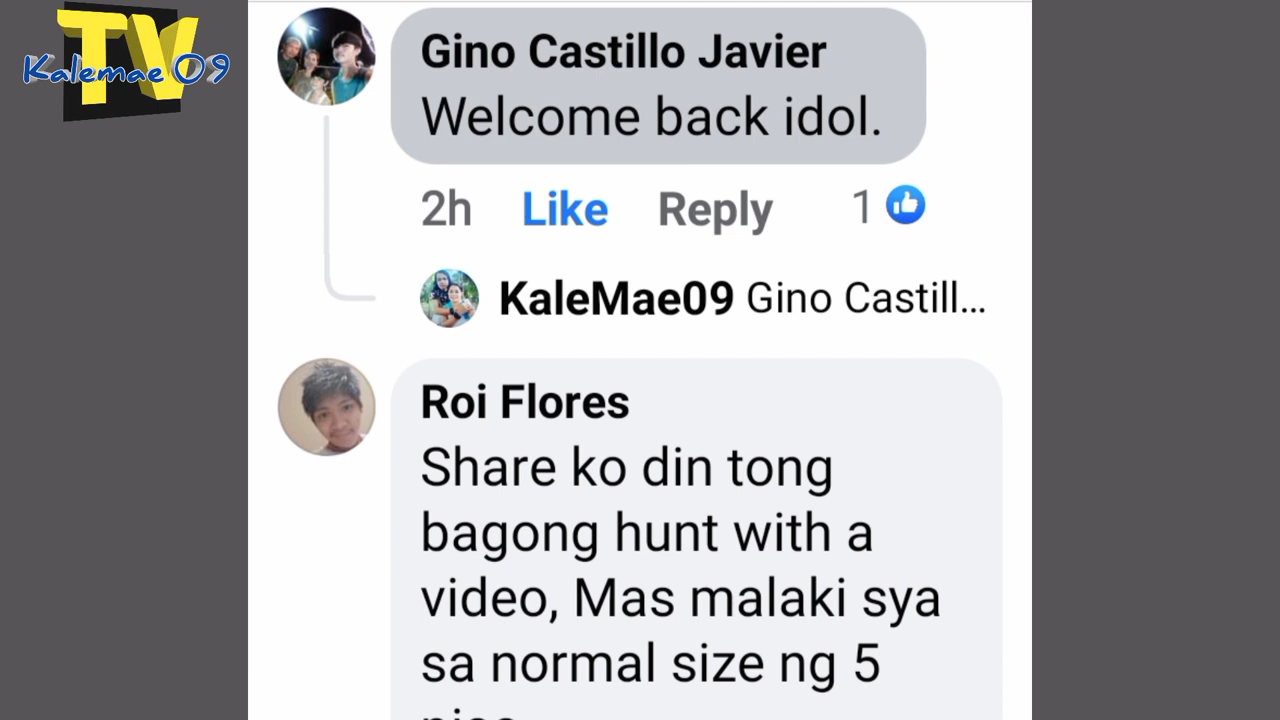 TV
Kalemae 09
Gino Castillo Javier
Welcome back idol.
2h Like Reply 1
KaleMae09 Gino Castill...
Roi Flores
Share ko din tong
bagong hunt with a
video, Mas malaki sya
sa normal size ng 5